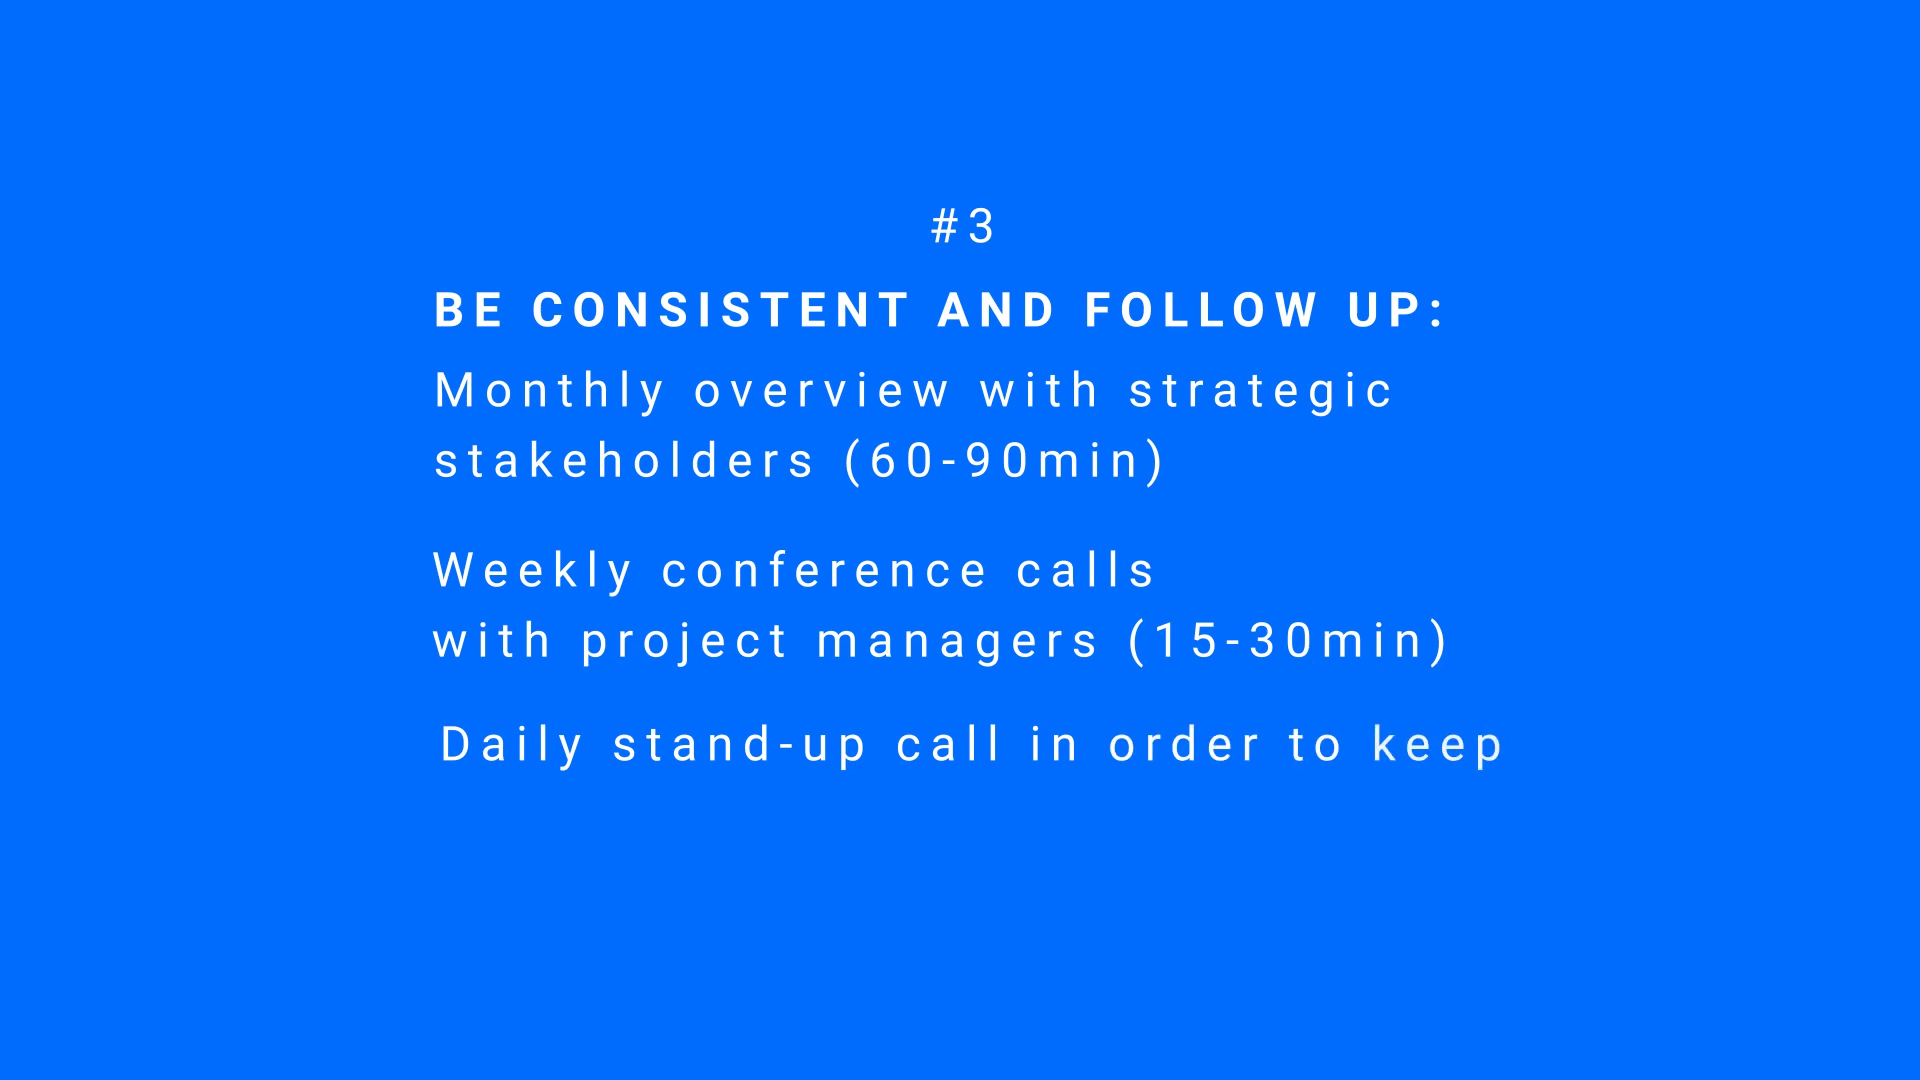 #3
BE CONSISTENT AND FOLLOW UP:
Monthly overview with strategic
stakeholders (60-90min)
Weekly conference calls
with project managers (15-30min)
Daily stand-up call in order to keep